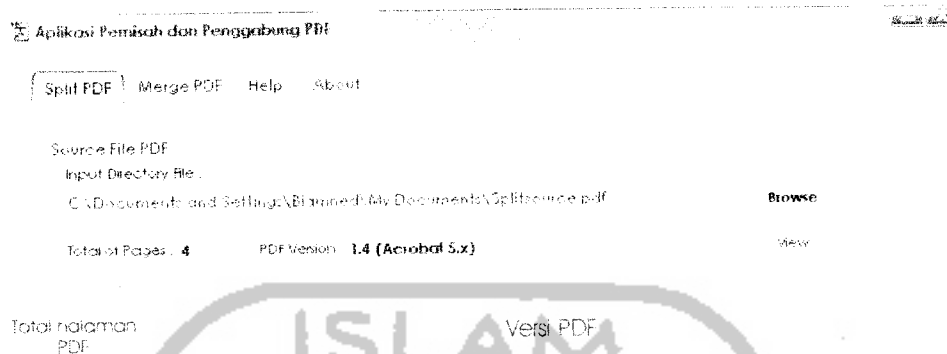 Aplikasi Pemisah dan Penggabung PDF
Split PDF Merge PDF Help About
Source File PDF
Input Directory File :
C:\Documents and Settings\ My Documents\Splitsource.pdf Browse
Total of Pages : 4 PDF Version 1.4 (Acrobat 5.x) View
Total halaman Versi PDF
PDF
ISLAM